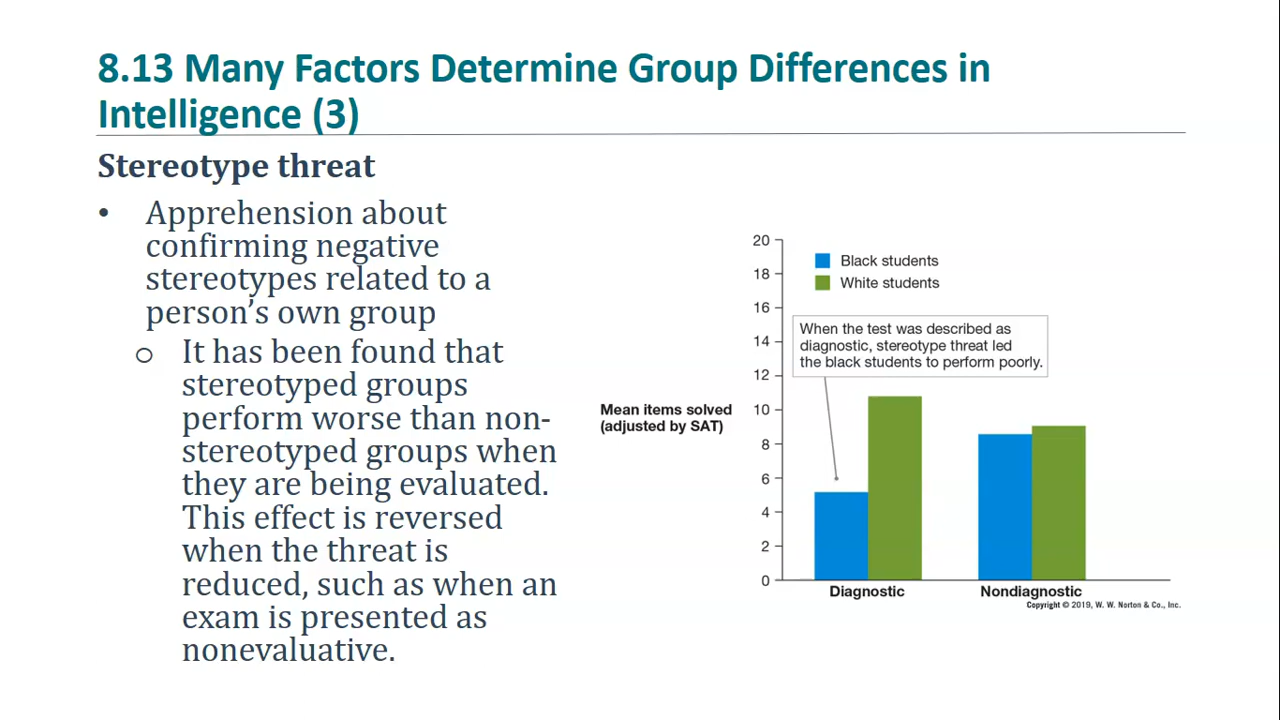 8.13 Many Factors Determine Group Differences in
Intelligence (3)
Stereotype threat
• Apprehension about
confirming negative
stereotypes related to a
person’s own group
o It has been found that
stereotyped groups
perform worse than non-
stereotyped groups when
they are being evaluated.
This effect is reversed
when the threat is
reduced, such as when an
exam is presented as
nonevaluative.
Mean items solved
(adjusted by SAT)
20
18
16
14
12
10
8
6
4
2
0
Black students
White students
When the test was described as
diagnostic, stereotype threat led
the black students to perform poorly.
Diagnostic
Nondiagnostic
Copyright © 2019, W. W. Norton & Co., Inc.